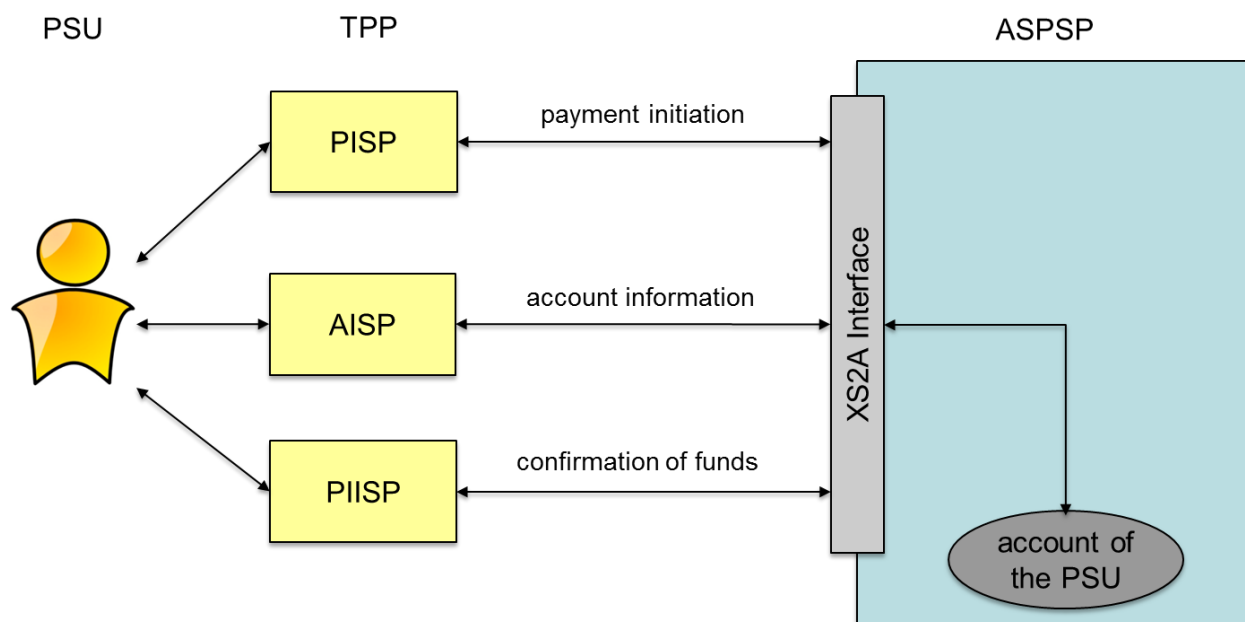 PSU
TPP
ASPSP
PISP
payment initiation
AISP
account information
XS2A Interface
PIISP
confirmation of funds
account of
the PSU